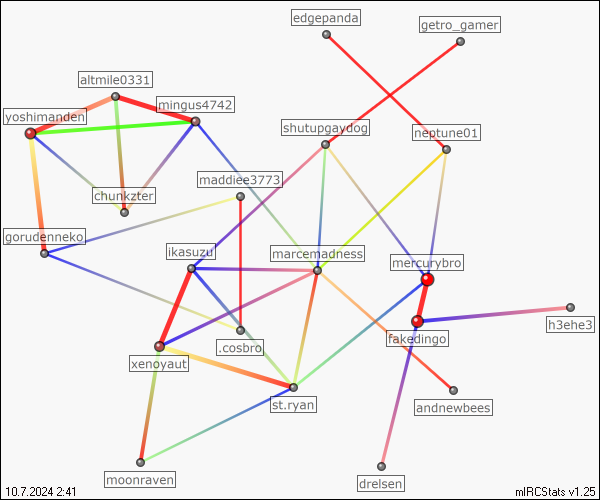 edgepanda
getro_gamer
altmile0331
mingus4742
yoshimanden
shutupgaydog
neptune01
maddiee3773
chunkzter
gorudenneko
ikasuzu
marcemadness
mercurybro
h3ehe3
fakedingo
.cosbro
xenoyaut
st.ryan
andnewbees
moonraven
drelsen
10.7.2024 2:41
mIRCStats v1.25